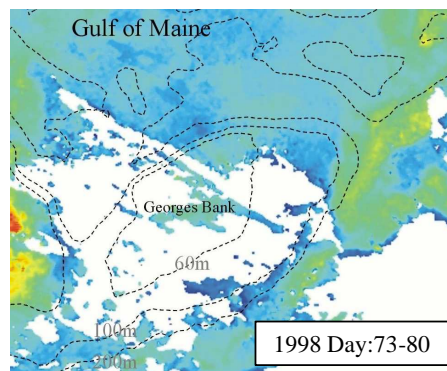 Gulf of Maine
Georges Bank
60m
100m
200m
1998 Day:73-80